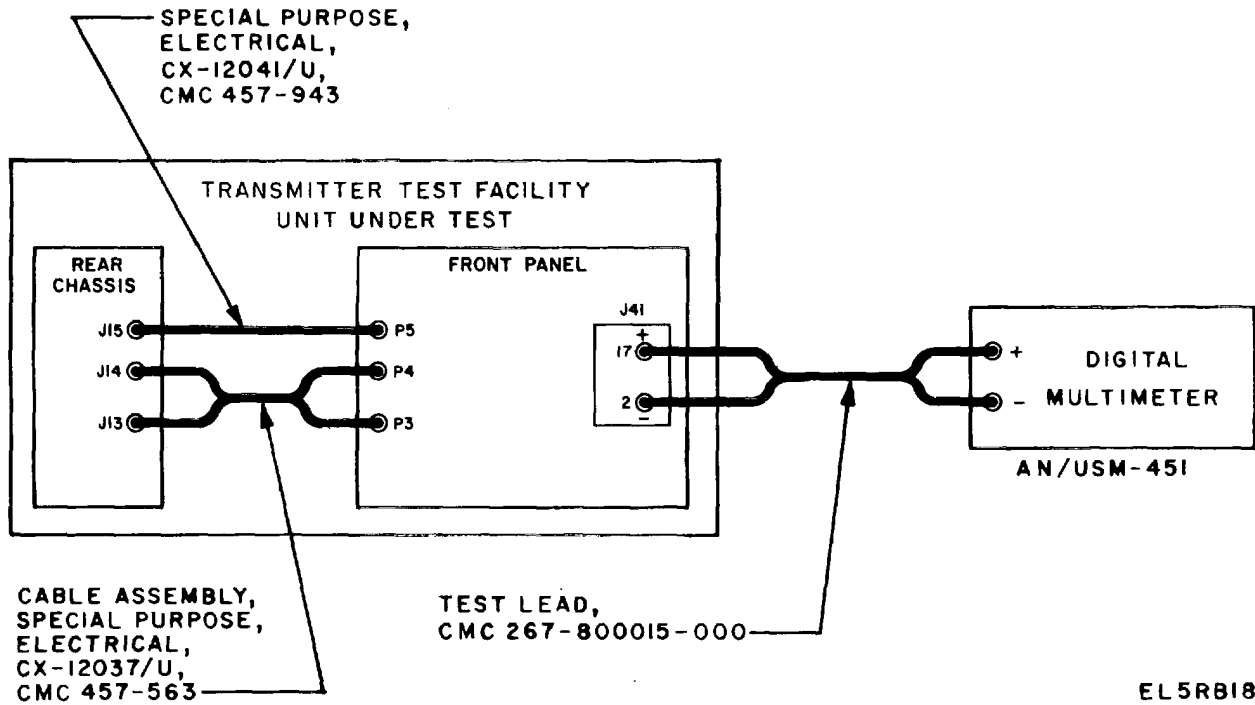 SPECIAL PURPOSE,
ELECTRICAL,
CX-12041/U,
CMC 457-943
TRANSMITTER TEST FACILITY
UNIT UNDER TEST
REAR
CHASSIS
J15
J14
J13
FRONT PANEL
P5
P4
P3
J41
+
17
2
-
+
-
DIGITAL
MULTIMETER
AN/USM-451
CABLE ASSEMBLY,
SPECIAL PURPOSE,
ELECTRICAL,
CX-12037/U,
CMC 457-563
TEST LEAD,
CMC 267-800015-000
EL5RB18